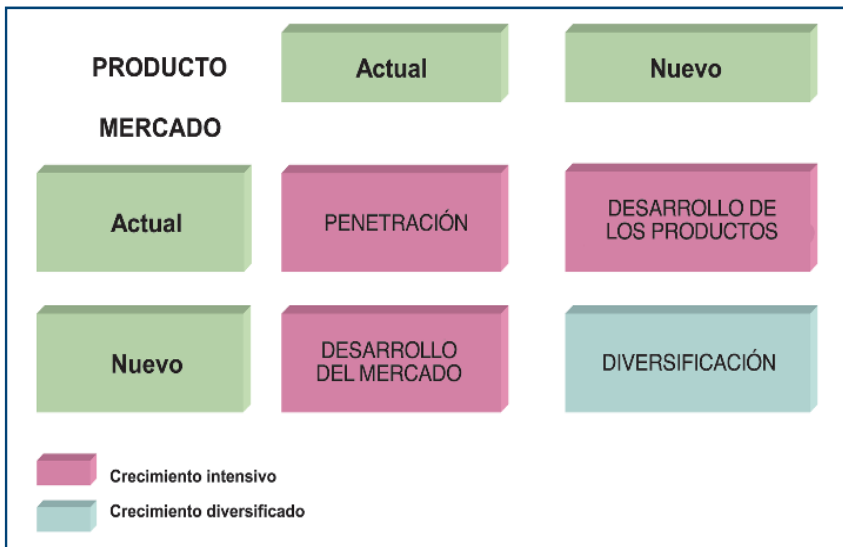 PRODUCTO
Actual
Nuevo
MERCADO
Actual
PENETRACIÓN
DESARROLLO DE
LOS PRODUCTOS
Nuevo
DESARROLLO
DEL MERCADO
DIVERSIFICACIÓN
Crecimiento intensivo
Crecimiento diversificado